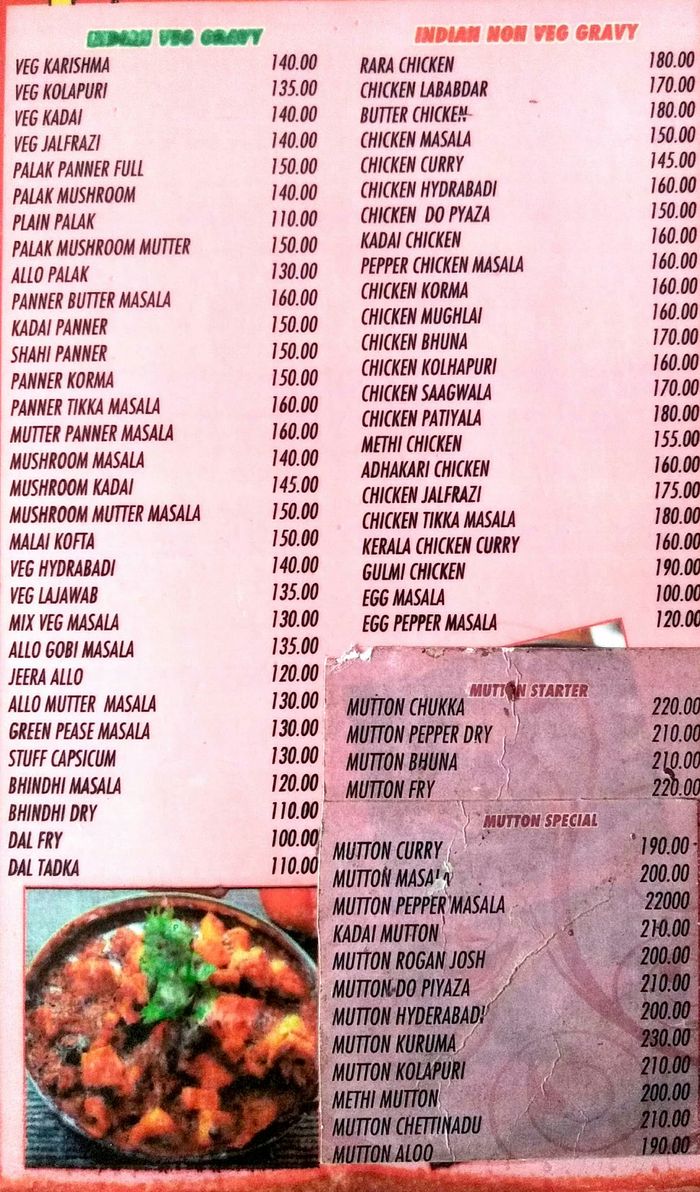 INDIAN VEG GRAVY
VEG KARISHMA 140.00
VEG KOLAPURI 135.00
VEG KADAI 140.00
VEG JALFRAZI 140.00
PALAK PANNER FULL 150.00
PALAK MUSHROOM 140.00
PLAIN PALAK 110.00
PALAK MUSHROOM MUTTER 150.00
ALLO PALAK 130.00
PANNER BUTTER MASALA 160.00
KADAI PANNER 150.00
SHAHI PANNER 150.00
PANNER KORMA 150.00
PANNER TIKKA MASALA 160.00
MUTTER PANNER MASALA 160.00
MUSHROOM MASALA 140.00
MUSHROOM KADAI 145.00
MUSHROOM MUTTER MASALA 150.00
MALAI KOFTA 150.00
VEG HYDRABADI 140.00
VEG LAJAWAB 135.00
MIX VEG MASALA 130.00
ALLO GOBI MASALA 135.00
JEERA ALLO 120.00
ALLO MUTTER MASALA 130.00
GREEN PEASE MASALA 130.00
STUFF CAPSICUM 130.00
BHINDHI MASALA 120.00
BHINDHI DRY 110.00
DAL FRY 100.00
DAL TADKA 110.00
INDIAN NON VEG GRAVY
RARA CHICKEN 180.00
CHICKEN LABABDAR 170.00
BUTTER CHICKEN 180.00
CHICKEN MASALA 150.00
CHICKEN CURRY 145.00
CHICKEN HYDRABADI 160.00
CHICKEN DO PYAZA 150.00
KADAI CHICKEN 160.00
PEPPER CHICKEN MASALA 160.00
CHICKEN KORMA 160.00
CHICKEN MUGHLAI 160.00
CHICKEN BHUNA 170.00
CHICKEN KOLHAPURI 160.00
CHICKEN SAAGWALA 170.00
CHICKEN PATIYALA 180.00
METHI CHICKEN 155.00
ADHAKARI CHICKEN 160.00
CHICKEN JALFRAZI 175.00
CHICKEN TIKKA MASALA 180.00
KERALA CHICKEN CURRY 160.00
GULMI CHICKEN 190.00
EGG MASALA 100.00
EGG PEPPER MASALA 120.00
MUTTON STARTER
MUTTON CHUKKA 220.00
MUTTON PEPPER DRY 210.00
MUTTON BHUNA 210.00
MUTTON FRY 220.00
MUTTON SPECIAL
MUTTON CURRY 190.00
MUTTON MASALA 200.00
MUTTON PEPPER MASALA 22000
KADAI MUTTON 210.00
MUTTON ROGAN JOSH 200.00
MUTTON DO PIYAZA 210.00
MUTTON HYDERABADI 200.00
MUTTON KURUMA 230.00
MUTTON KOLAPURI 210.00
METHI MUTTON 200.00
MUTTON CHETTINADU 210.00
MUTTON ALOO 190.00